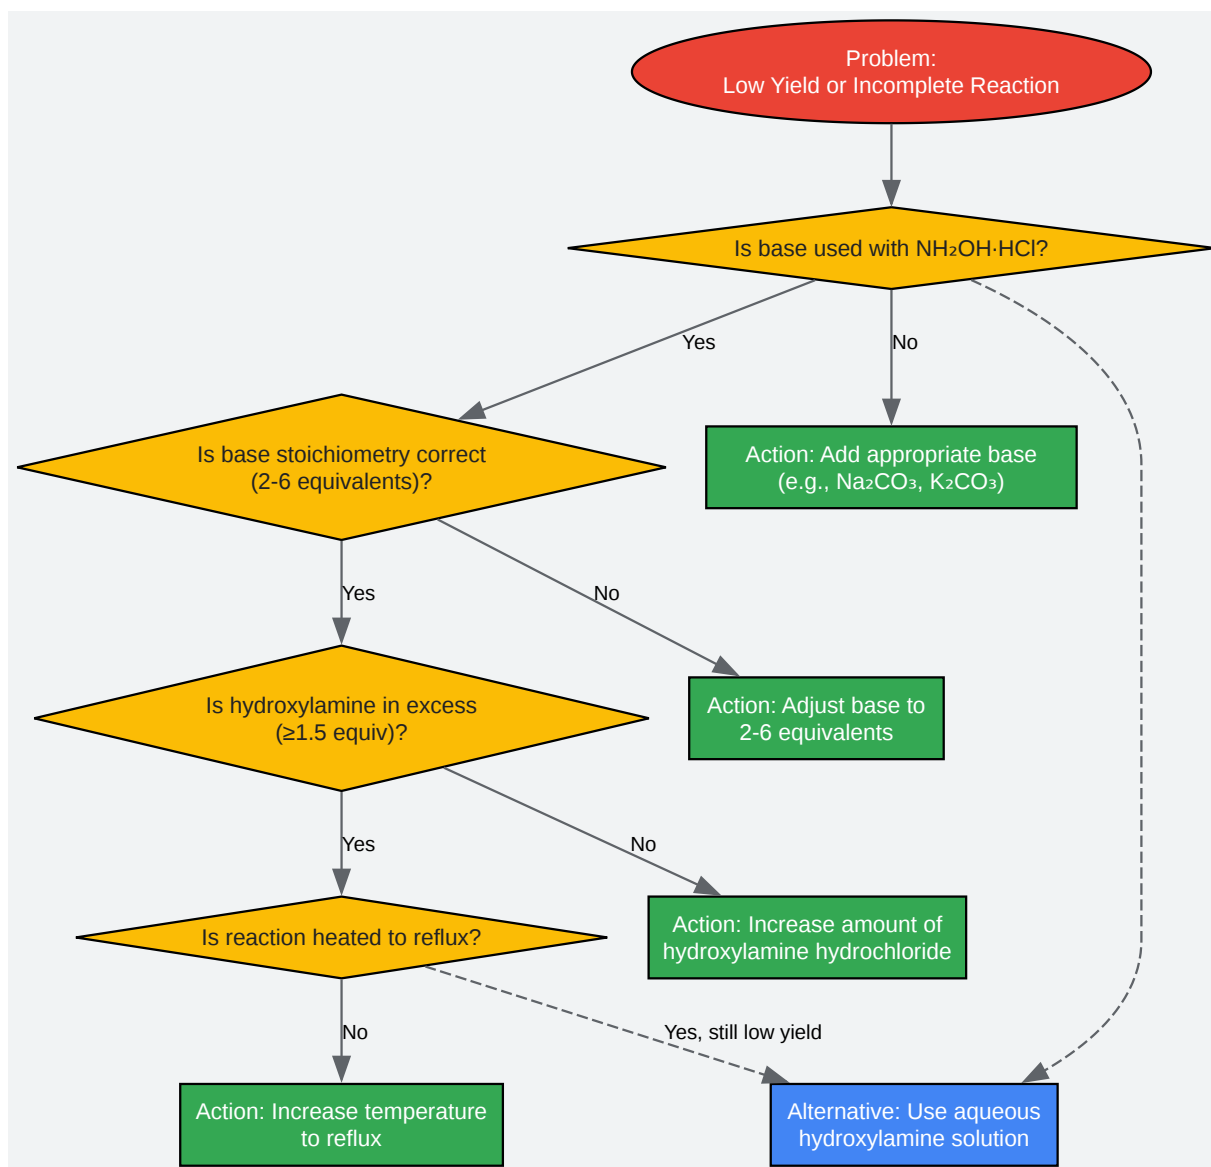 Problem:
Low Yield or Incomplete Reaction
Is base used with NH₂OH·HCl?
Yes
No
Is base stoichiometry correct
(2-6 equivalents)?
Action: Add appropriate base
(e.g., Na₂CO₃, K₂CO₃)
Yes
No
Is hydroxylamine in excess
(≥1.5 equiv)?
Action: Adjust base to
2-6 equivalents
Yes
No
Is reaction heated to reflux?
Action: Increase amount of
hydroxylamine hydrochloride
No
Yes, still low yield
Action: Increase temperature
to reflux
Alternative: Use aqueous
hydroxylamine solution